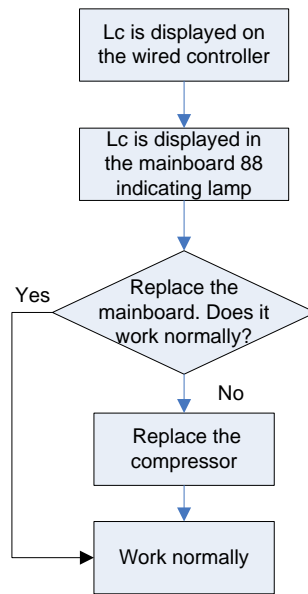 Lc is displayed on
the wired controller
Lc is displayed in
the mainboard 88
indicating lamp
Yes
Replace the
mainboard. Does it
work normally?
No
Replace the
compressor
Work normally